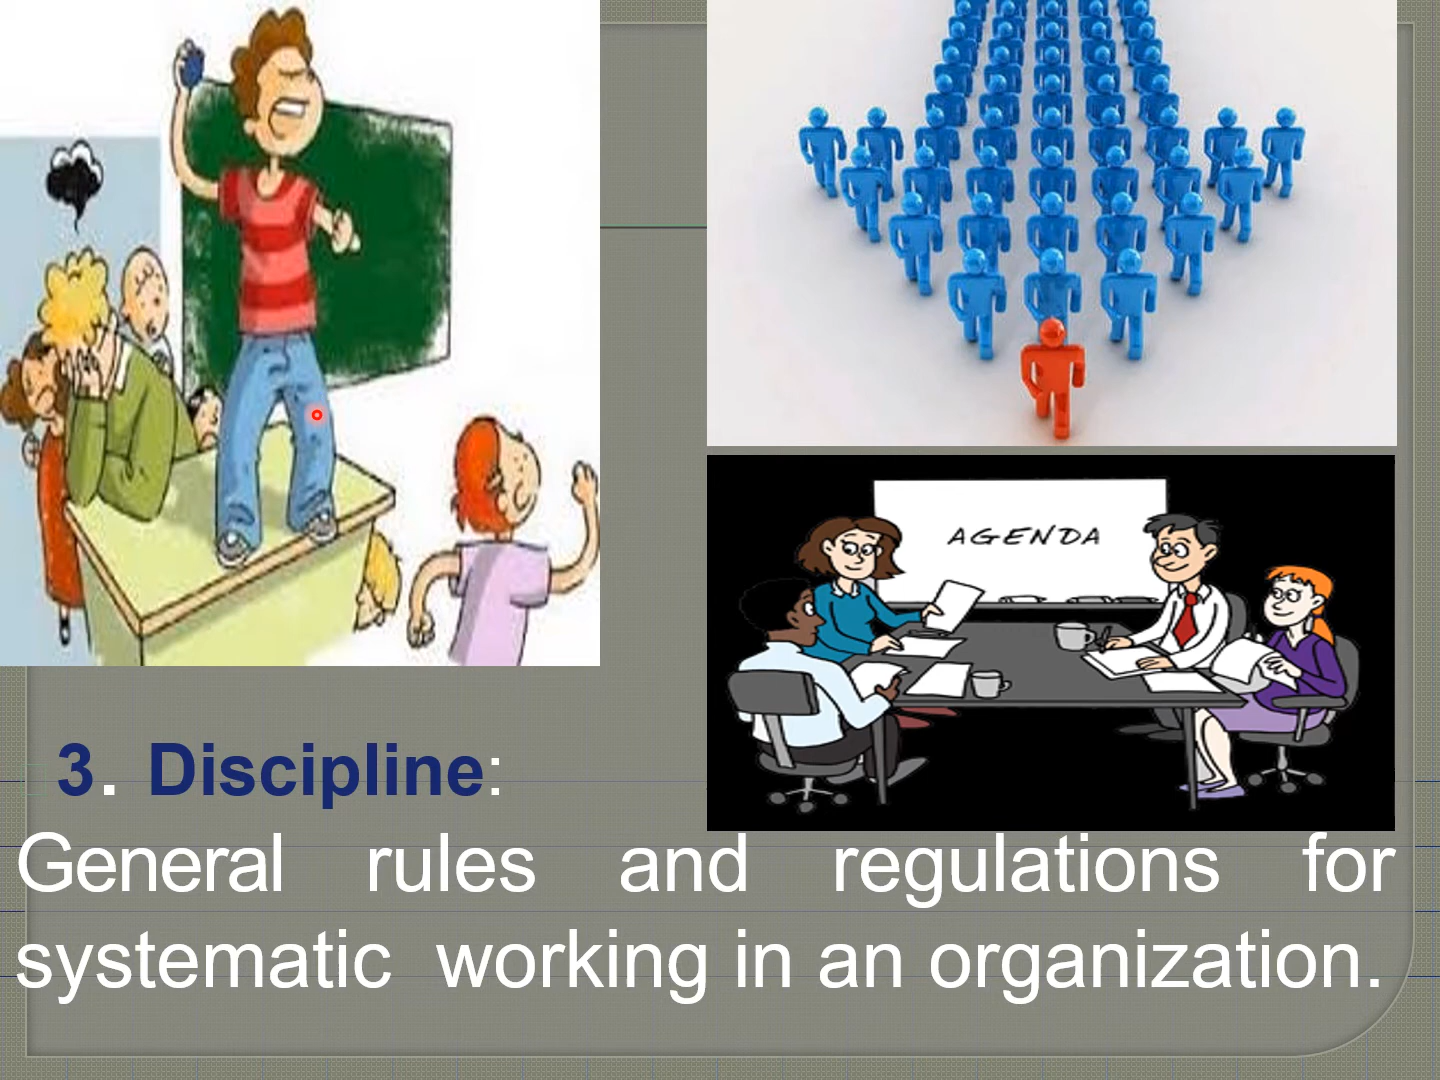 AGENDA
3. Discipline:
General rules and regulations for
systematic working in an organization.